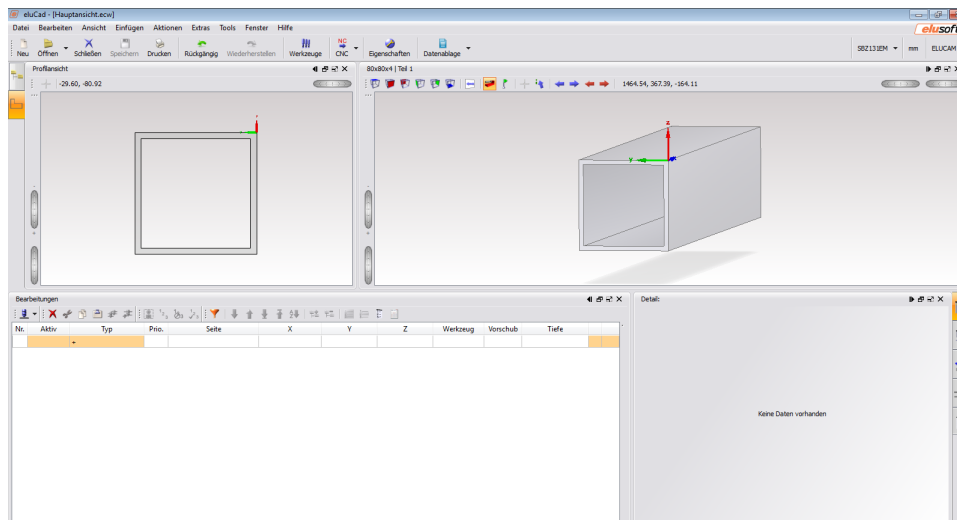 eluCad - [Hauptansicht.ecw]
Datei Bearbeiten Ansicht Einfügen Aktionen Extras Tools Fenster Hilfe
elusoft
Neu Öffnen Schließen Speichern Drucken Rückgängig Wiederherstellen Werkzeuge CNC Eigenschaften Datenablage SBZ131EM mm ELUCAM
NC
Profilansicht
-29.60, -80.92
80x80x4 | Teil 1
1464.54, 367.39, -164.11
Y
X
Y
Bearbeitungen
Nr. Aktiv Typ Prio. Seite X Y Z Werkzeug Vorschub Tiefe
Detail:
Keine Daten vorhanden